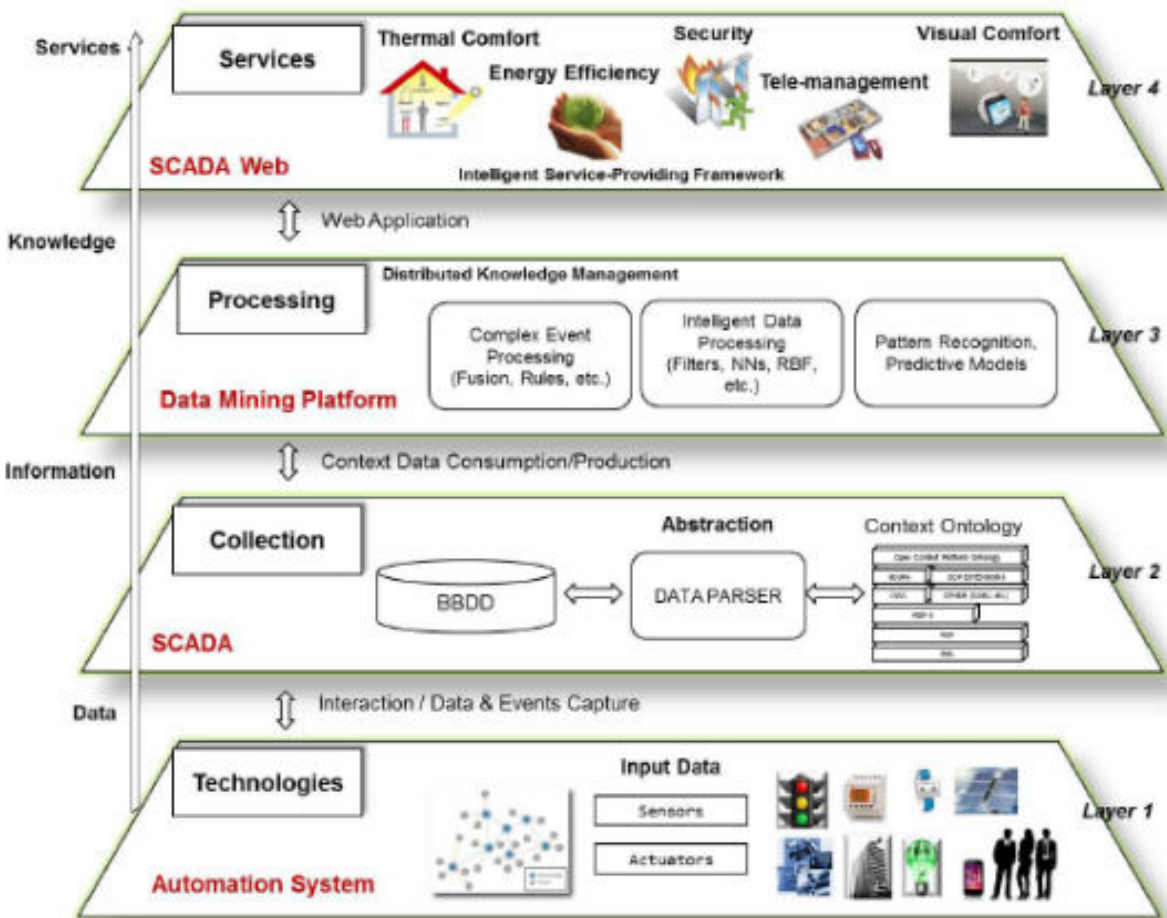 Services
Services
Thermal Comfort
Energy Efficiency
Security
Tele-management
Visual Comfort
Layer 4
SCADA Web
Intelligent Service-Providing Framework
Web Application
Knowledge
Distributed Knowledge Management
Processing
Complex Event
Processing
(Fusion, Rules, etc.)
Intelligent Data
Processing
(Filters, NNs, RBF,
etc.)
Pattern Recognition,
Predictive Models
Layer 3
Data Mining Platform
Information
Context Data Consumption/Production
Collection
BBDD
Abstraction
DATA PARSER
Context Ontology
Layer 2
SCADA
Data
Interaction / Data & Events Capture
Technologies
Input Data
Sensors
Actuators
Layer 1
Automation System